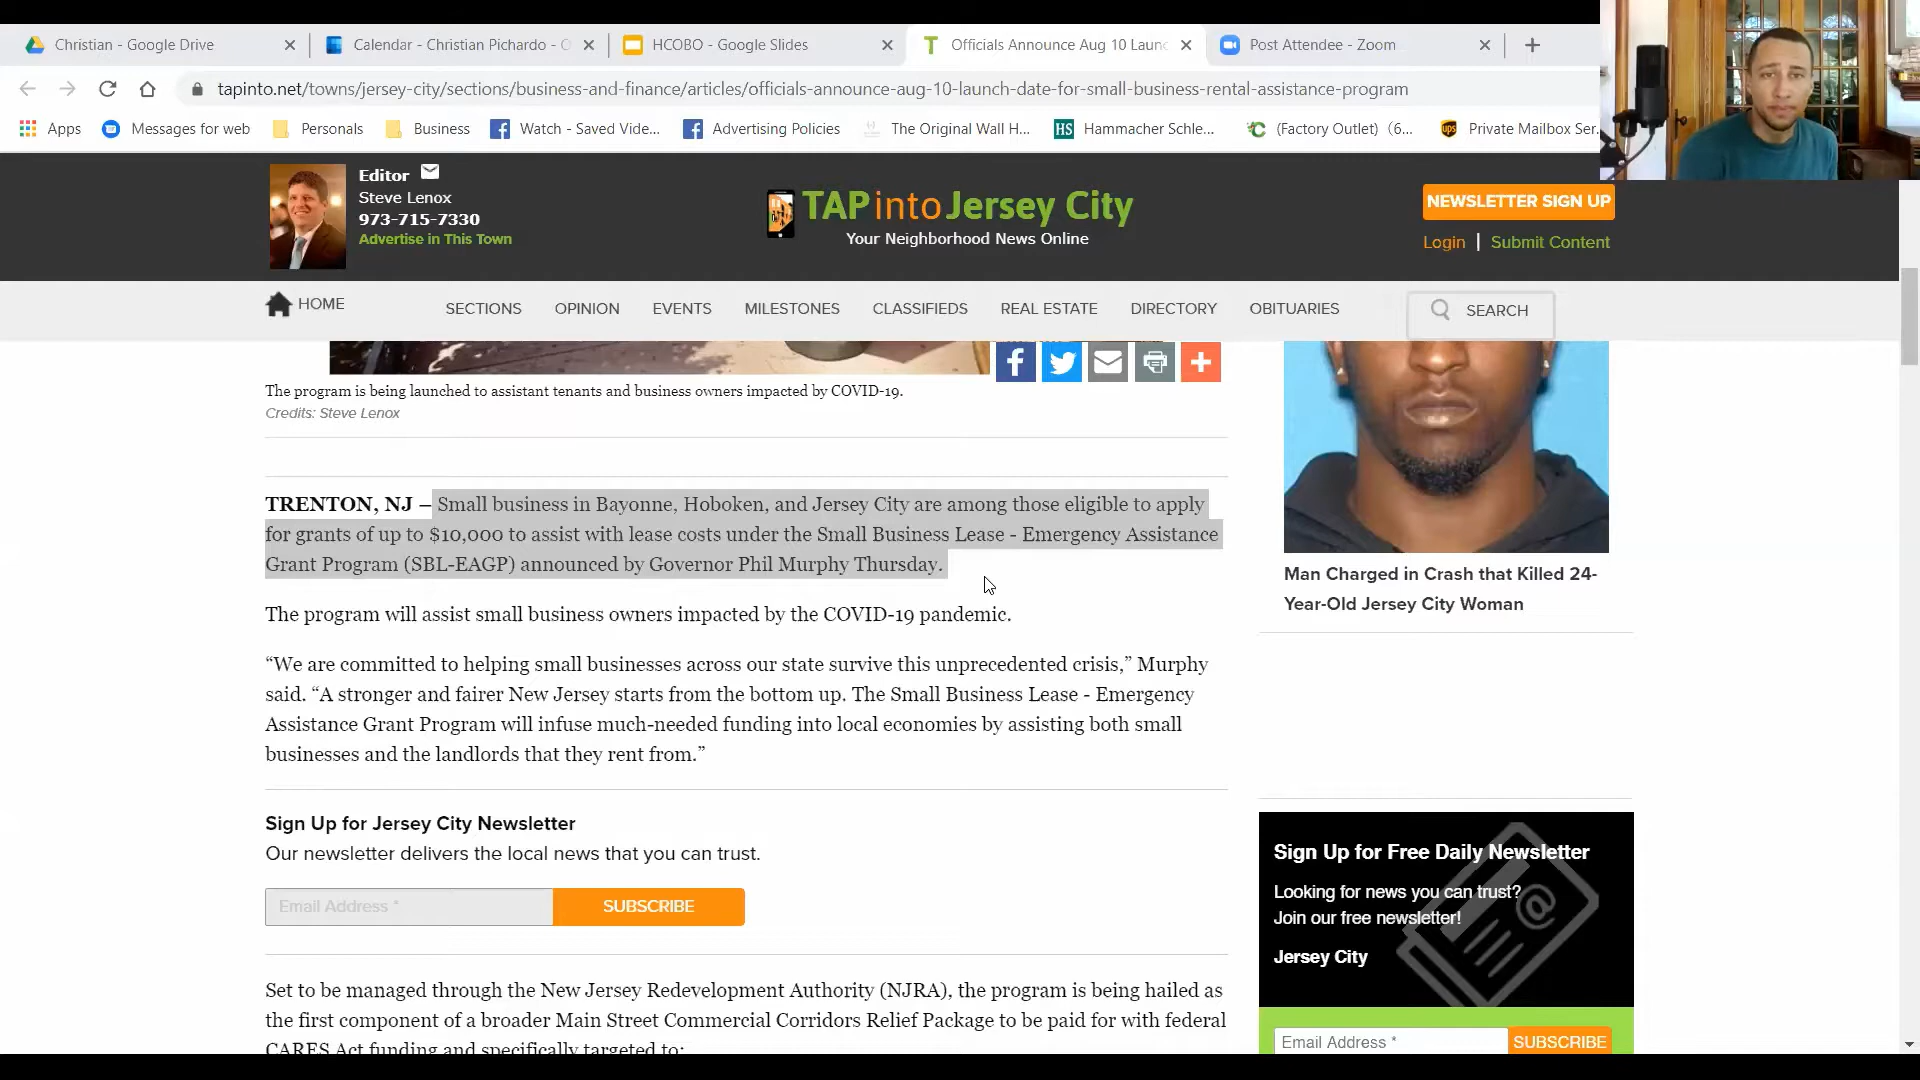 Christian - Google Drive
Calendar - Christian Pichardo - O
HCOBO - Google Slides
Officials Announce Aug 10 Launc
Post Attendee - Zoom
tapinto.net/towns/jersey-city/sections/business-and-finance/articles/officials-announce-aug-10-launch-date-for-small-business-rental-assistance-program
Apps
Messages for web
Personals
Business
Watch - Saved Vide...
Advertising Policies
The Original Wall H...
HS Hammacher Schle...
(Factory Outlet)（6...
ups Private Mailbox Ser...
Editor
Steve Lenox
973-715-7330
Advertise in This Town
TAPinto Jersey City
Your Neighborhood News Online
NEWSLETTER SIGN UP
Login | Submit Content
HOME
SECTIONS
OPINION
EVENTS
MILESTONES
CLASSIFIEDS
REAL ESTATE
DIRECTORY
OBITUARIES
SEARCH
The program is being launched to assistant tenants and business owners impacted by COVID-19.
Credits: Steve Lenox
TRENTON, NJ – Small business in Bayonne, Hoboken, and Jersey City are among those eligible to apply
for grants of up to $10,000 to assist with lease costs under the Small Business Lease - Emergency Assistance
Grant Program (SBL-EAGP) announced by Governor Phil Murphy Thursday.
The program will assist small business owners impacted by the COVID-19 pandemic.
“We are committed to helping small businesses across our state survive this unprecedented crisis,” Murphy
said. “A stronger and fairer New Jersey starts from the bottom up. The Small Business Lease - Emergency
Assistance Grant Program will infuse much-needed funding into local economies by assisting both small
businesses and the landlords that they rent from.”
Sign Up for Jersey City Newsletter
Our newsletter delivers the local news that you can trust.
Email Address *
SUBSCRIBE
Set to be managed through the New Jersey Redevelopment Authority (NJRA), the program is being hailed as
the first component of a broader Main Street Commercial Corridors Relief Package to be paid for with federal
CARES Act funding and specifically targeted to:
Man Charged in Crash that Killed 24-
Year-Old Jersey City Woman
Sign Up for Free Daily Newsletter
Looking for news you can trust?
Join our free newsletter!
Jersey City
Email Address *
SUBSCRIBE